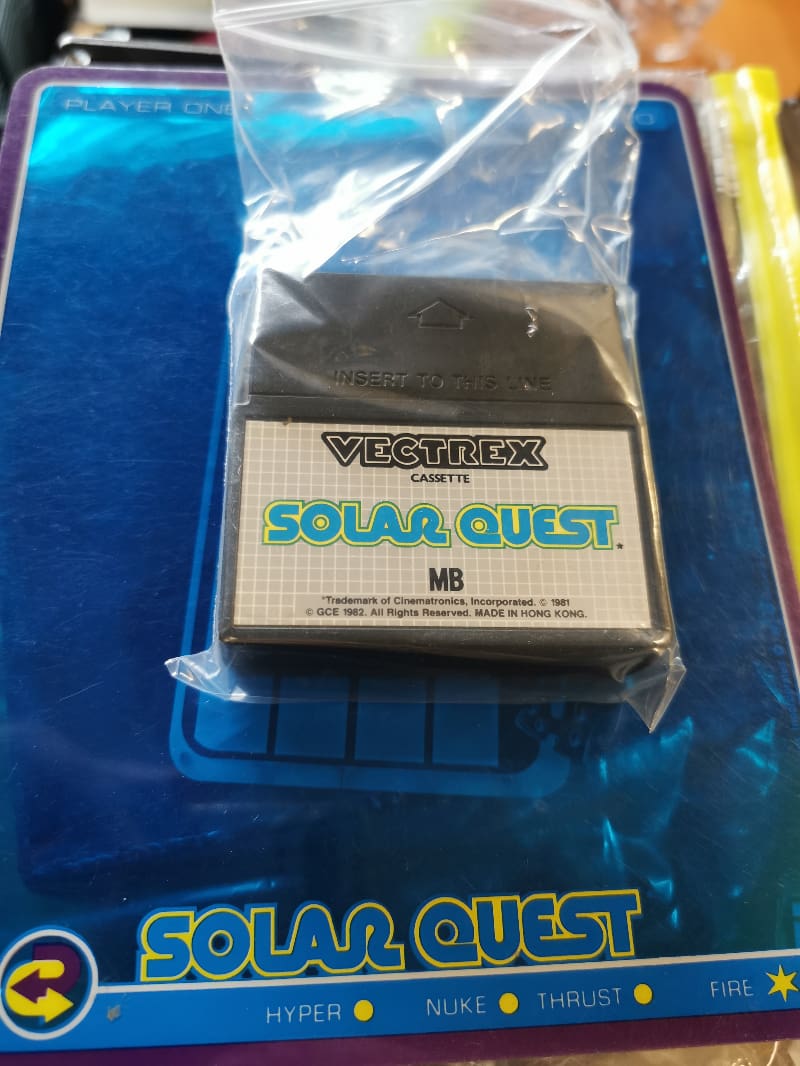 PLAYER ONE
INSERT TO THIS LINE
VECTREX
CASSETTE
SOLAR QUEST*
MB
*Trademark of Cinematronics, Incorporated. © 1981
© GCE 1982. All Rights Reserved. MADE IN HONG KONG.
SOLAR QUEST
HYPER NUKE THRUST FIRE